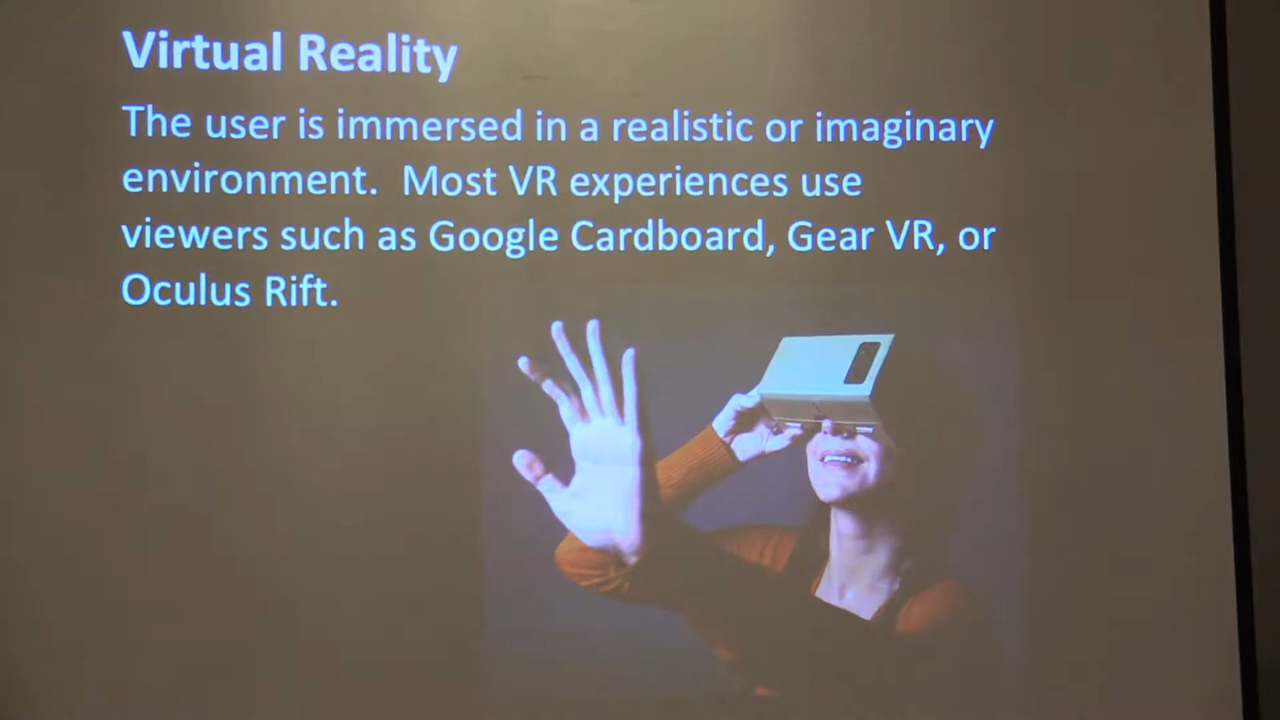 Virtual Reality
The user is immersed in a realistic or imaginary
environment. Most VR experiences use
viewers such as Google Cardboard, Gear VR, or
Oculus Rift.